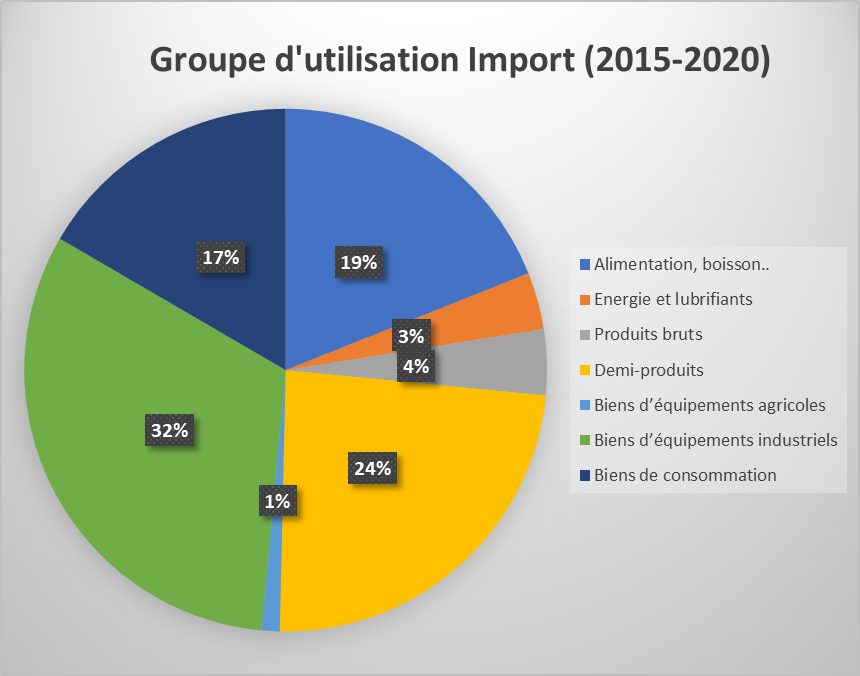 Groupe d'utilisation Import (2015-2020)
17%
19%
3%
4%
32%
24%
1%
Alimentation, boisson..
Energie et lubrifiants
Produits bruts
Demi-produits
Biens d’équipements agricoles
Biens d’équipements industriels
Biens de consommation